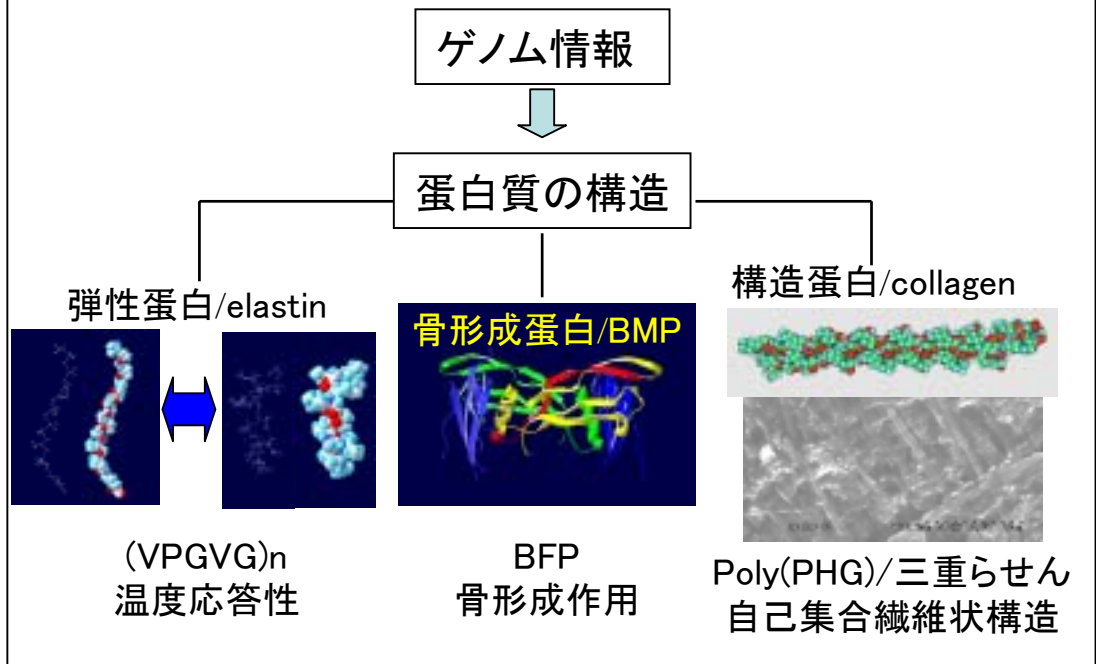 ゲノム情報
蛋白質の構造
弾性蛋白/elastin
骨形成蛋白/BMP
構造蛋白/collagen
(VPGVG)n
温度応答性
BFP
骨形成作用
Poly(PHG)/三重らせん
自己集合繊維状構造